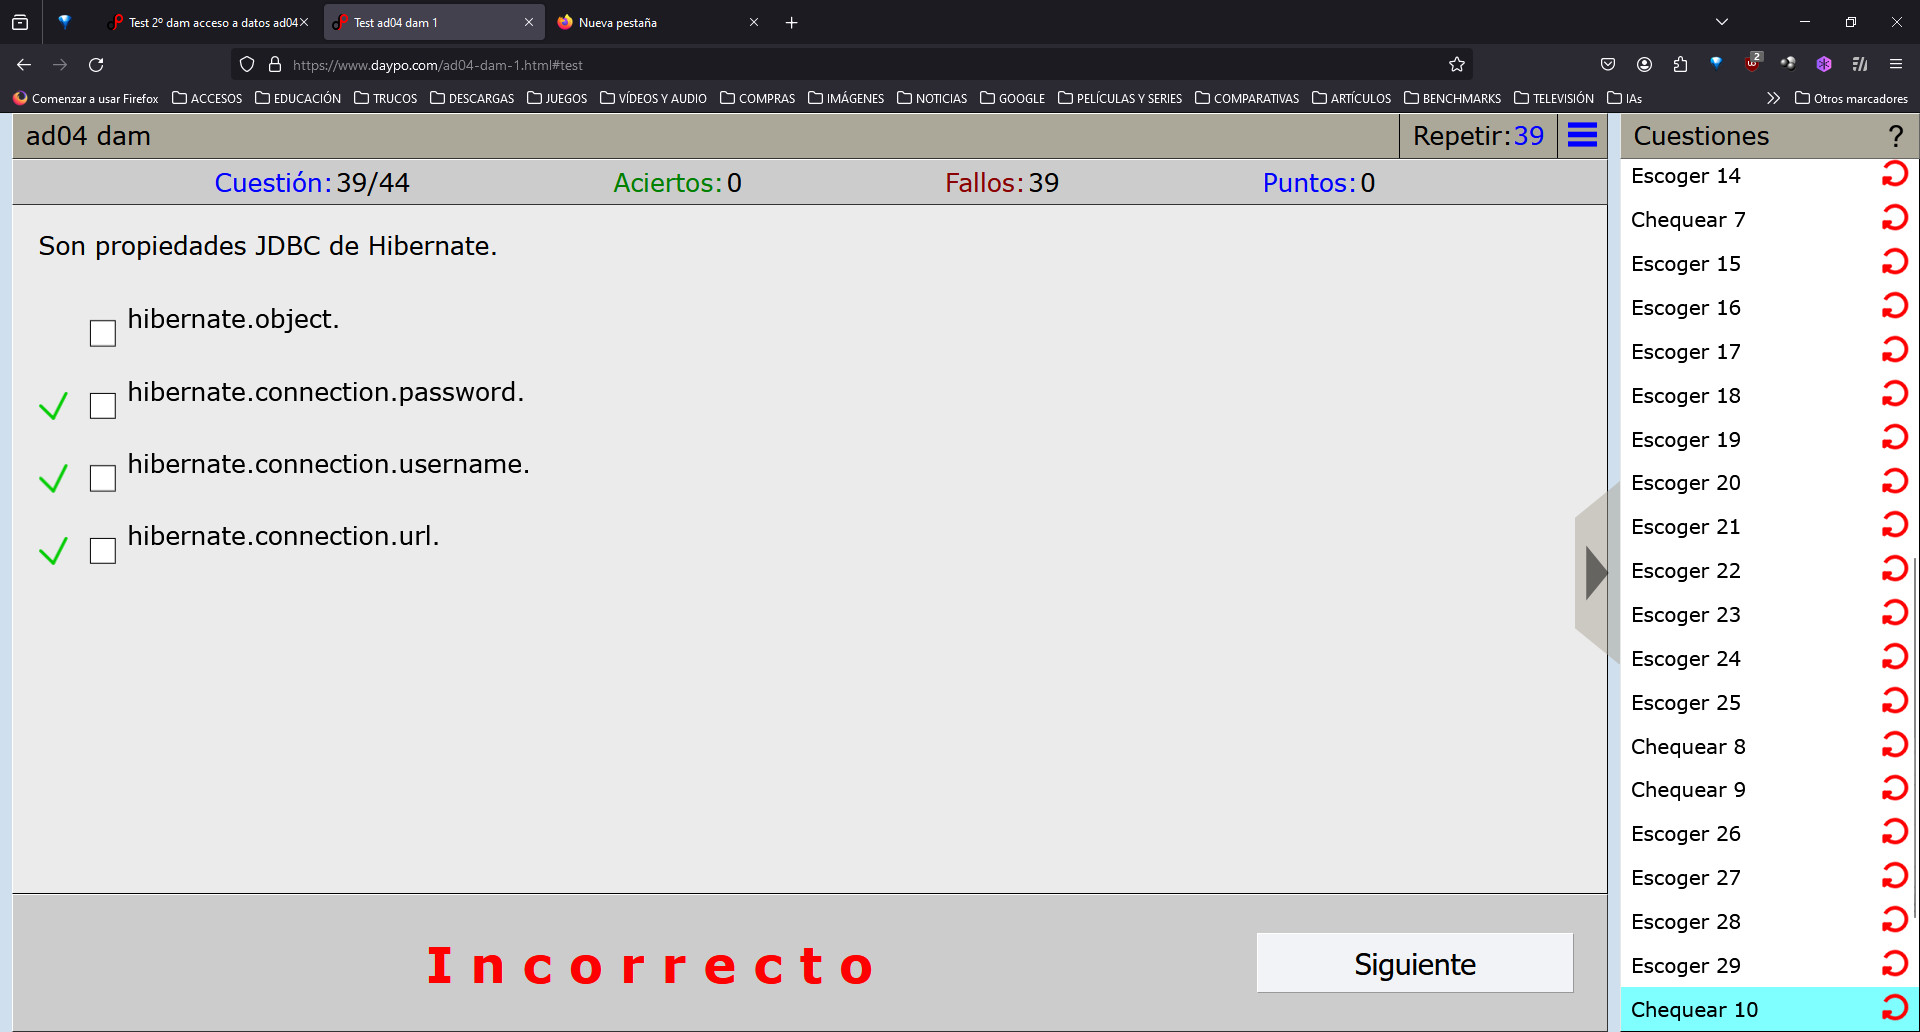 Test 2º dam acceso a datos ad04
Test ad04 dam 1
Nueva pestaña
https://www.daypo.com/ad04-dam-1.html#test
2
Comenzar a usar Firefox
ACCESOS
EDUCACIÓN
TRUCOS
DESCARGAS
JUEGOS
VÍDEOS Y AUDIO
COMPRAS
IMÁGENES
NOTICIAS
GOOGLE
PELÍCULAS Y SERIES
COMPARATIVAS
ARTÍCULOS
BENCHMARKS
TELEVISIÓN
IAs
Otros marcadores
ad04 dam
Repetir:39
Cuestión:39/44
Aciertos:0
Fallos:39
Puntos:0
Son propiedades JDBC de Hibernate.
hibernate.object.
hibernate.connection.password.
hibernate.connection.username.
hibernate.connection.url.
Incorrecto
Siguiente
Cuestiones
?
Escoger 14
Chequear 7
Escoger 15
Escoger 16
Escoger 17
Escoger 18
Escoger 19
Escoger 20
Escoger 21
Escoger 22
Escoger 23
Escoger 24
Escoger 25
Chequear 8
Chequear 9
Escoger 26
Escoger 27
Escoger 28
Escoger 29
Chequear 10